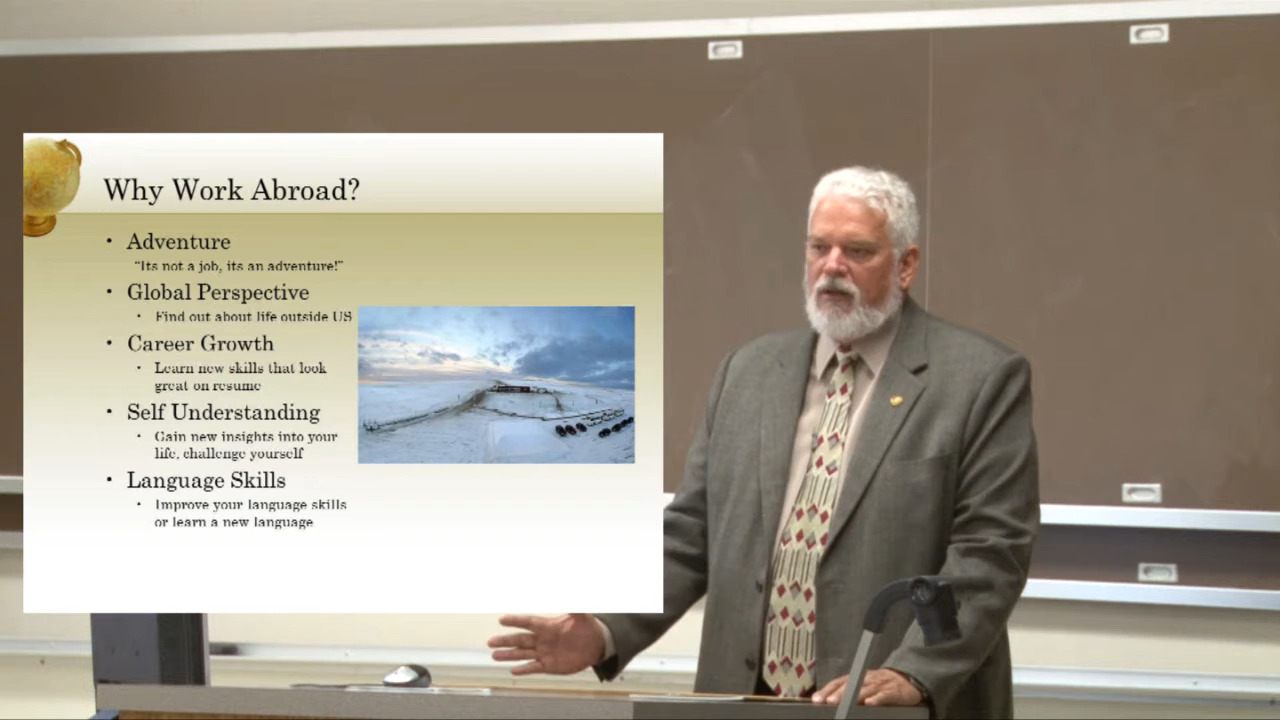 Why Work Abroad?
• Adventure
"Its not a job, its an adventure!"
• Global Perspective
• Find out about life outside US
• Career Growth
• Learn new skills that look
great on resume
• Self Understanding
• Gain new insights into your
life, challenge yourself
• Language Skills
• Improve your language skills
or learn a new language